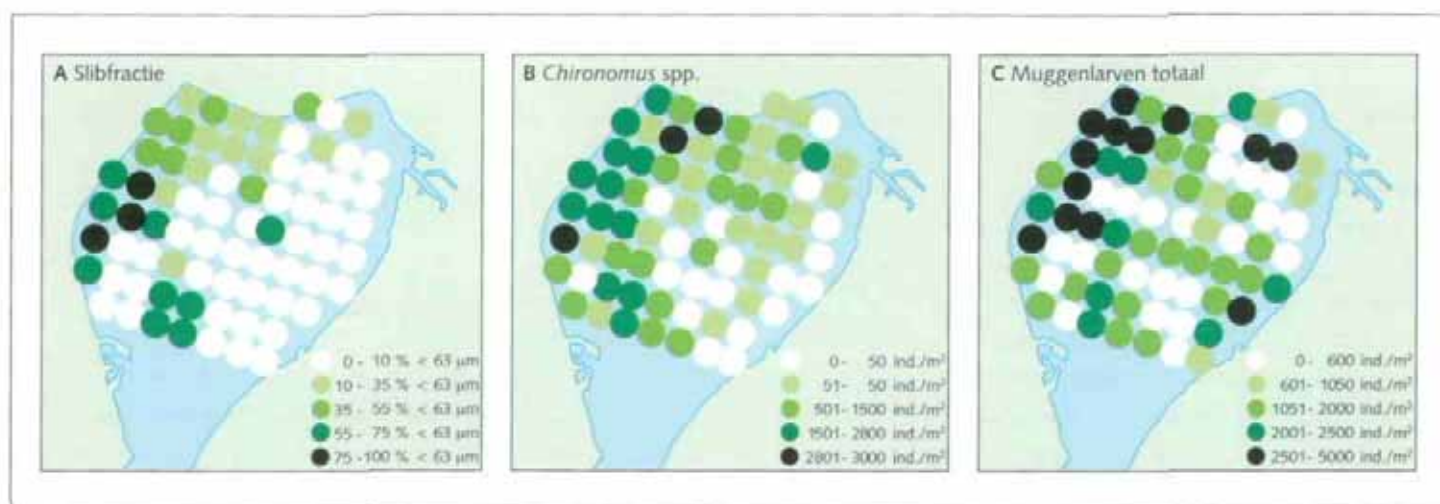 A Slibfractie
0 - 10 % < 63 µm
10 - 35 % < 63 µm
35 - 55 % < 63 µm
55 - 75 % < 63 µm
75 -100 % < 63 µm
B Chironomus spp.
0- 50 ind./m²
51- 50 ind./m²
501- 1500 ind./m²
1501- 2800 ind./m²
2801- 3000 ind./m²
C Muggenlarven totaal
0- 600 ind./m²
601- 1050 ind./m²
1051- 2000 ind./m²
2001- 2500 ind./m²
2501- 5000 ind./m²